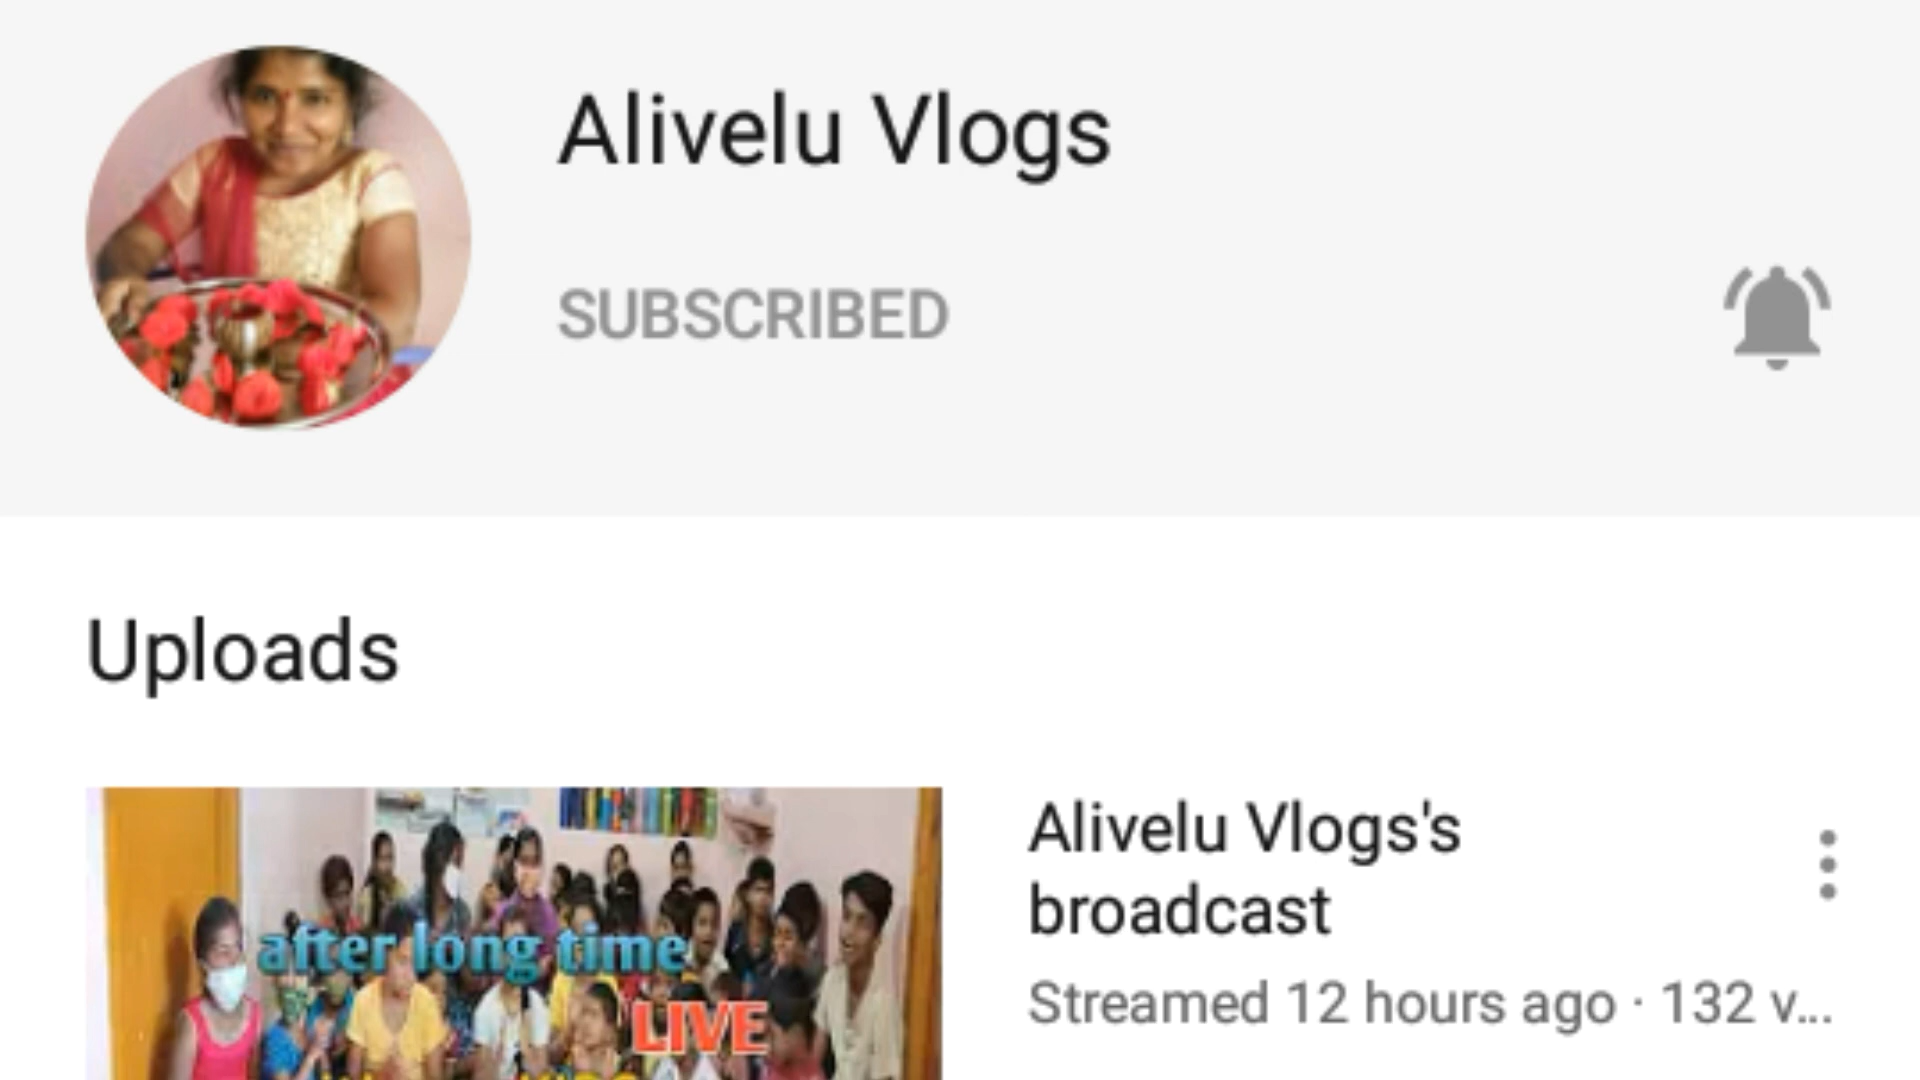 Alivelu Vlogs
SUBSCRIBED
Uploads
after long time
LIVE
Alivelu Vlogs's
broadcast
Streamed 12 hours ago · 132 v...